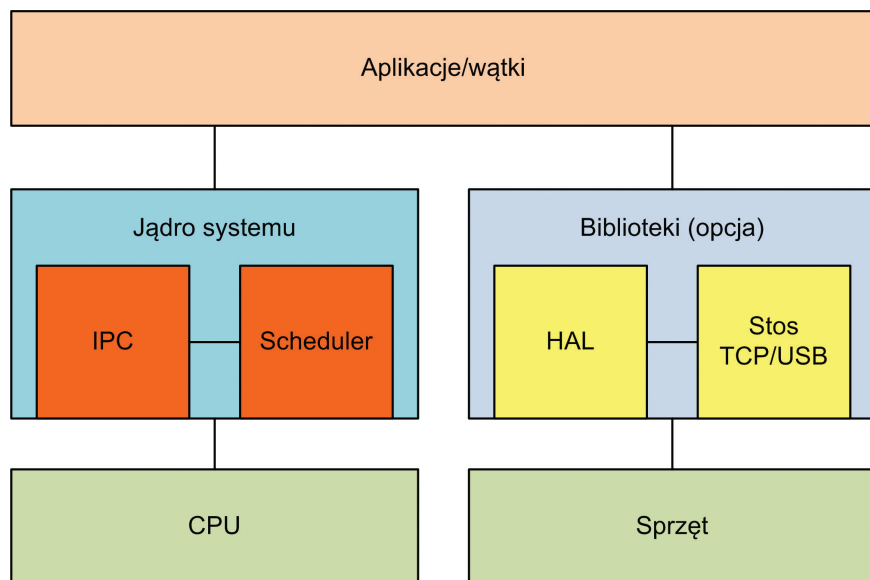 Aplikacje/wątki
Jądro systemu
Biblioteki (opcja)
IPC
Scheduler
HAL
Stos
TCP/USB
CPU
Sprzęt